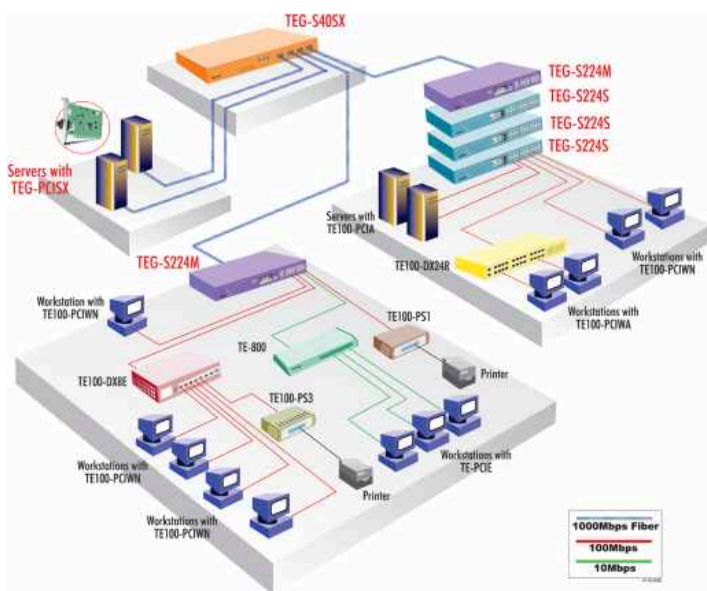 TEG-S40SX
TEG-S224M
TEG-S224S
TEG-S224S
TEG-S224S
Servers with
TEG-PCISX
Servers with
TE100-PCIA
TE100-DX24R
Workstations with
TE100-PCIWN
Workstations with
TE100-PCIWA
TEG-S224M
Workstation with
TE100-PCIWN
TE100-PS1
TE-800
Printer
TE100-DX8E
TE100-PS3
Workstations with
TE100-PCIWN
Workstations with
TE-PCIE
Printer
Workstations with
TE100-PCIWN
1000Mbps Fiber
100Mbps
10Mbps